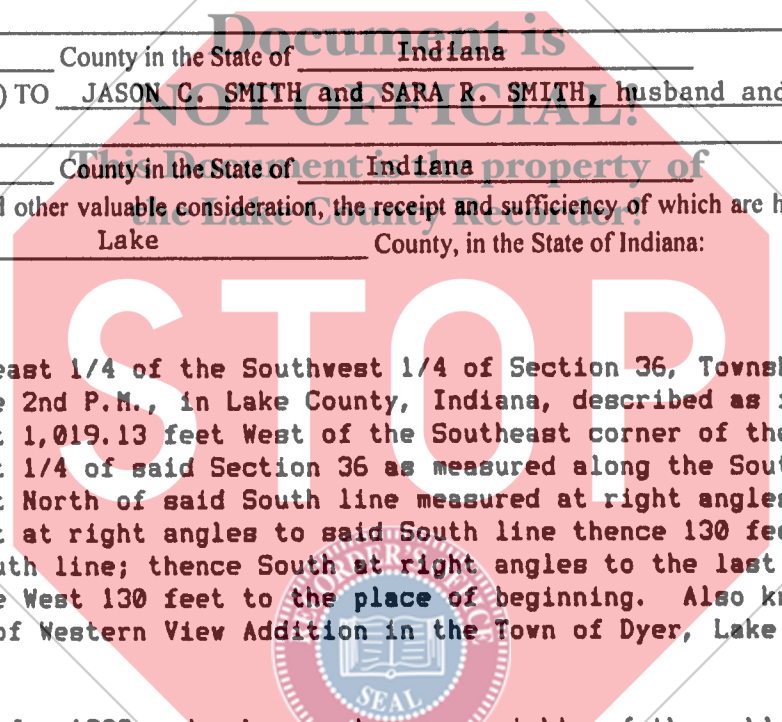 Document is
County in the State of Indiana
) TO JASON C. SMITH and SARA R. SMITH, husband and
NOT OFFICIAL!
This Document is the property of
County in the State of Indiana
other valuable consideration, the receipt and sufficiency of which are h
the Lake County Recorder!
Lake County, in the State of Indiana:
STOP
east 1/4 of the Southwest 1/4 of Section 36, Townsh
2nd P.M., in Lake County, Indiana, described as
1,019.13 feet West of the Southeast corner of the
1/4 of said Section 36 as measured along the Sout
North of said South line measured at right angles
at right angles to said South line thence 130 fee
uth line; thence South at right angles to the last
West 130 feet to the place of beginning. Also k
of Western View Addition in the Town of Dyer, Lake
RECORDER'S OFFICE
SEAL